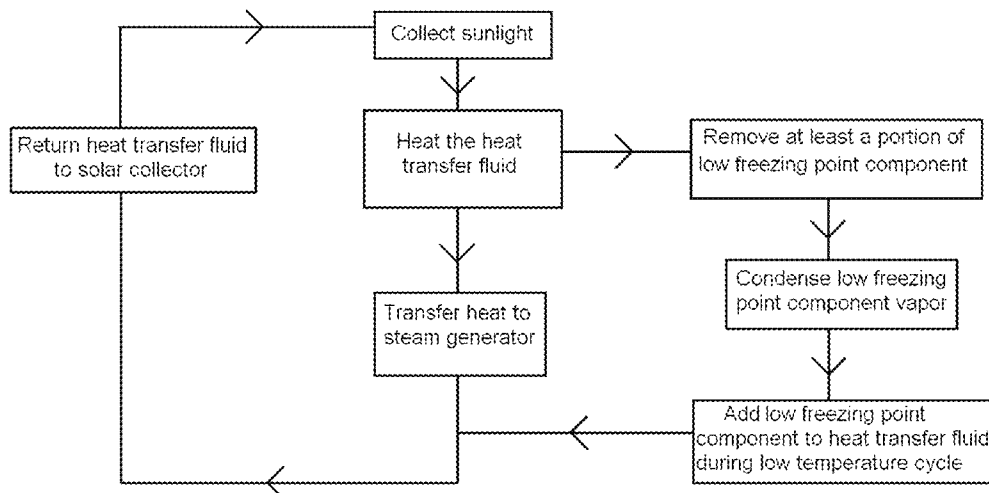 Collect sunlight
Return heat transfer fluid
to solar collector
Heat the heat
transfer fluid
Remove at least a portion of
low freezing point component
Condense low freezing
point component vapor
Transfer heat to
steam generator
Add low freezing point
component to heat transfer fluid
during low temperature cycle